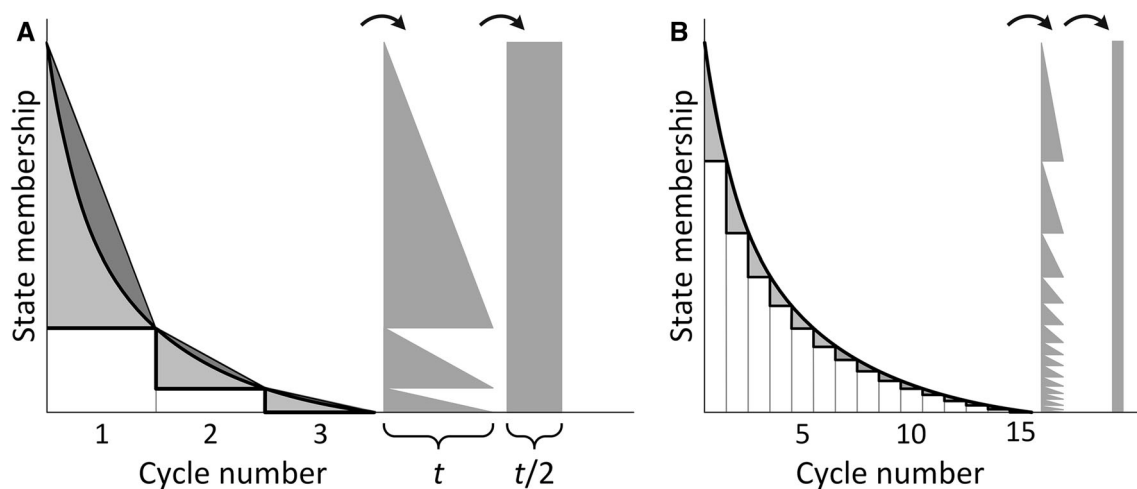 A
State membership
1 2 3
Cycle number
t
t/2
B
State membership
5 10 15
Cycle number